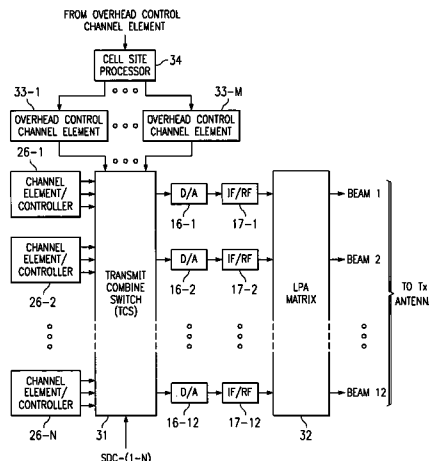 FROM OVERHEAD CONTROL
CHANNEL ELEMENT
CELL SITE
PROCESSOR
34
33-1
33-M
OVERHEAD CONTROL
CHANNEL ELEMENT
OVERHEAD CONTROL
CHANNEL ELEMENT
26-1
CHANNEL
ELEMENT/
CONTROLLER
D/A
IF/RF
BEAM 1
16-1
17-1
CHANNEL
ELEMENT/
CONTROLLER
26-2
TRANSMIT
COMBINE
SWITCH
(TCS)
D/A
IF/RF
BEAM 2
16-2
17-2
LPA
MATRIX
TO Tx
ANTENN
CHANNEL
ELEMENT/
CONTROLLER
26-N
D/A
IF/RF
BEAM 12
16-12
17-12
31
32
SDC-(1-N)